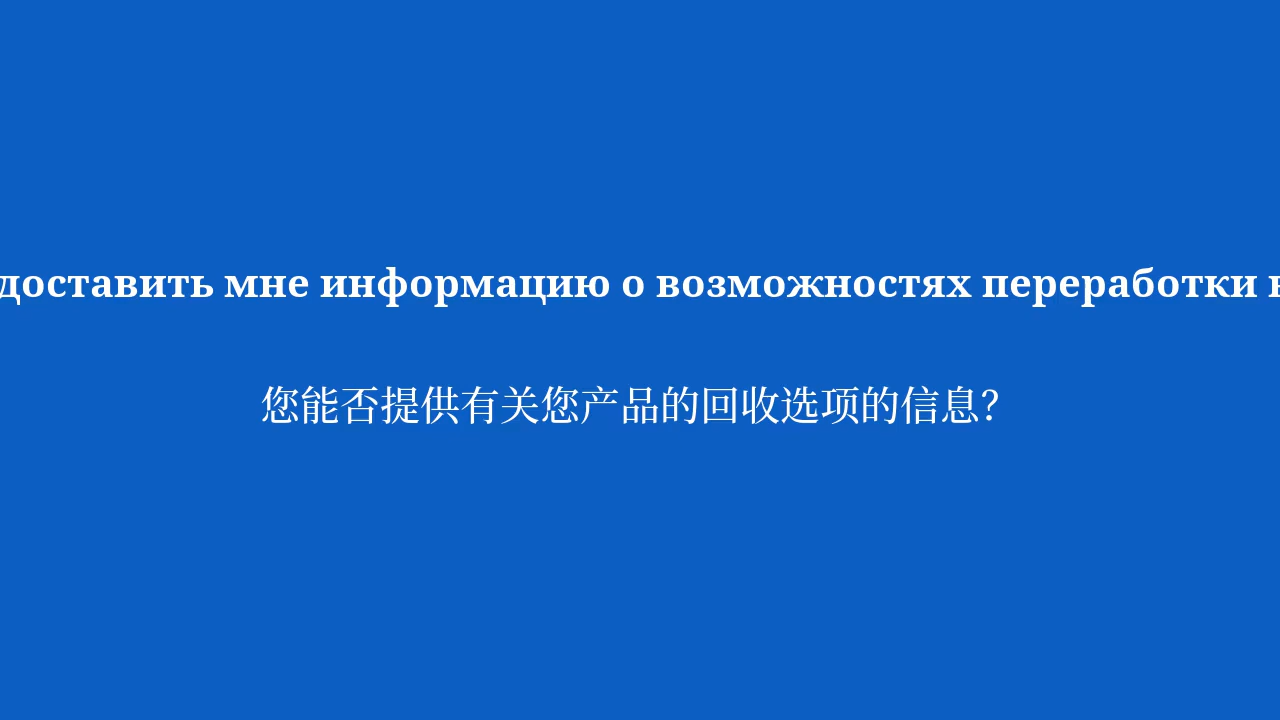 доставить мне информацию о возможностях переработки
您能否提供有关您产品的回收选项的信息？